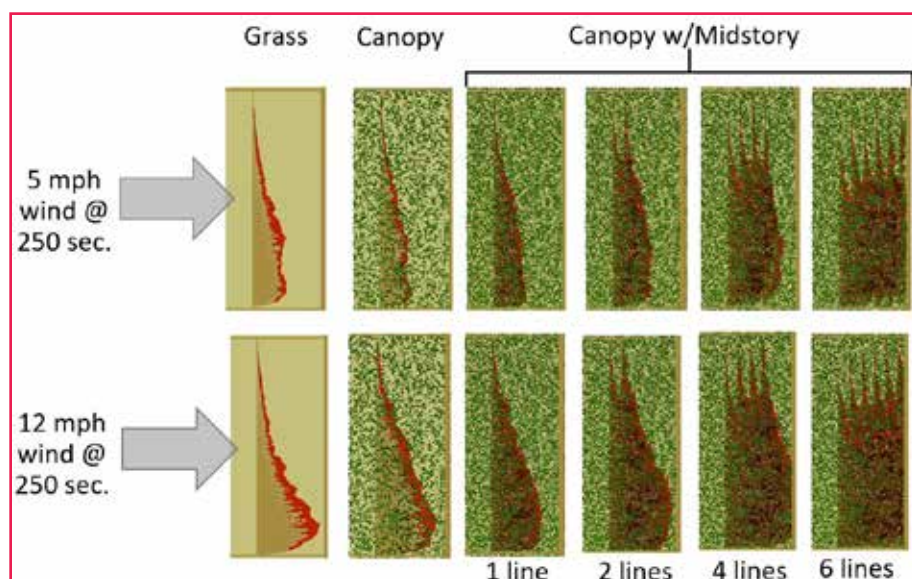 Grass
Canopy
Canopy w/Midstory
5 mph
wind @
250 sec.
12 mph
wind @
250 sec.
1 line
2 lines
4 lines
6 lines